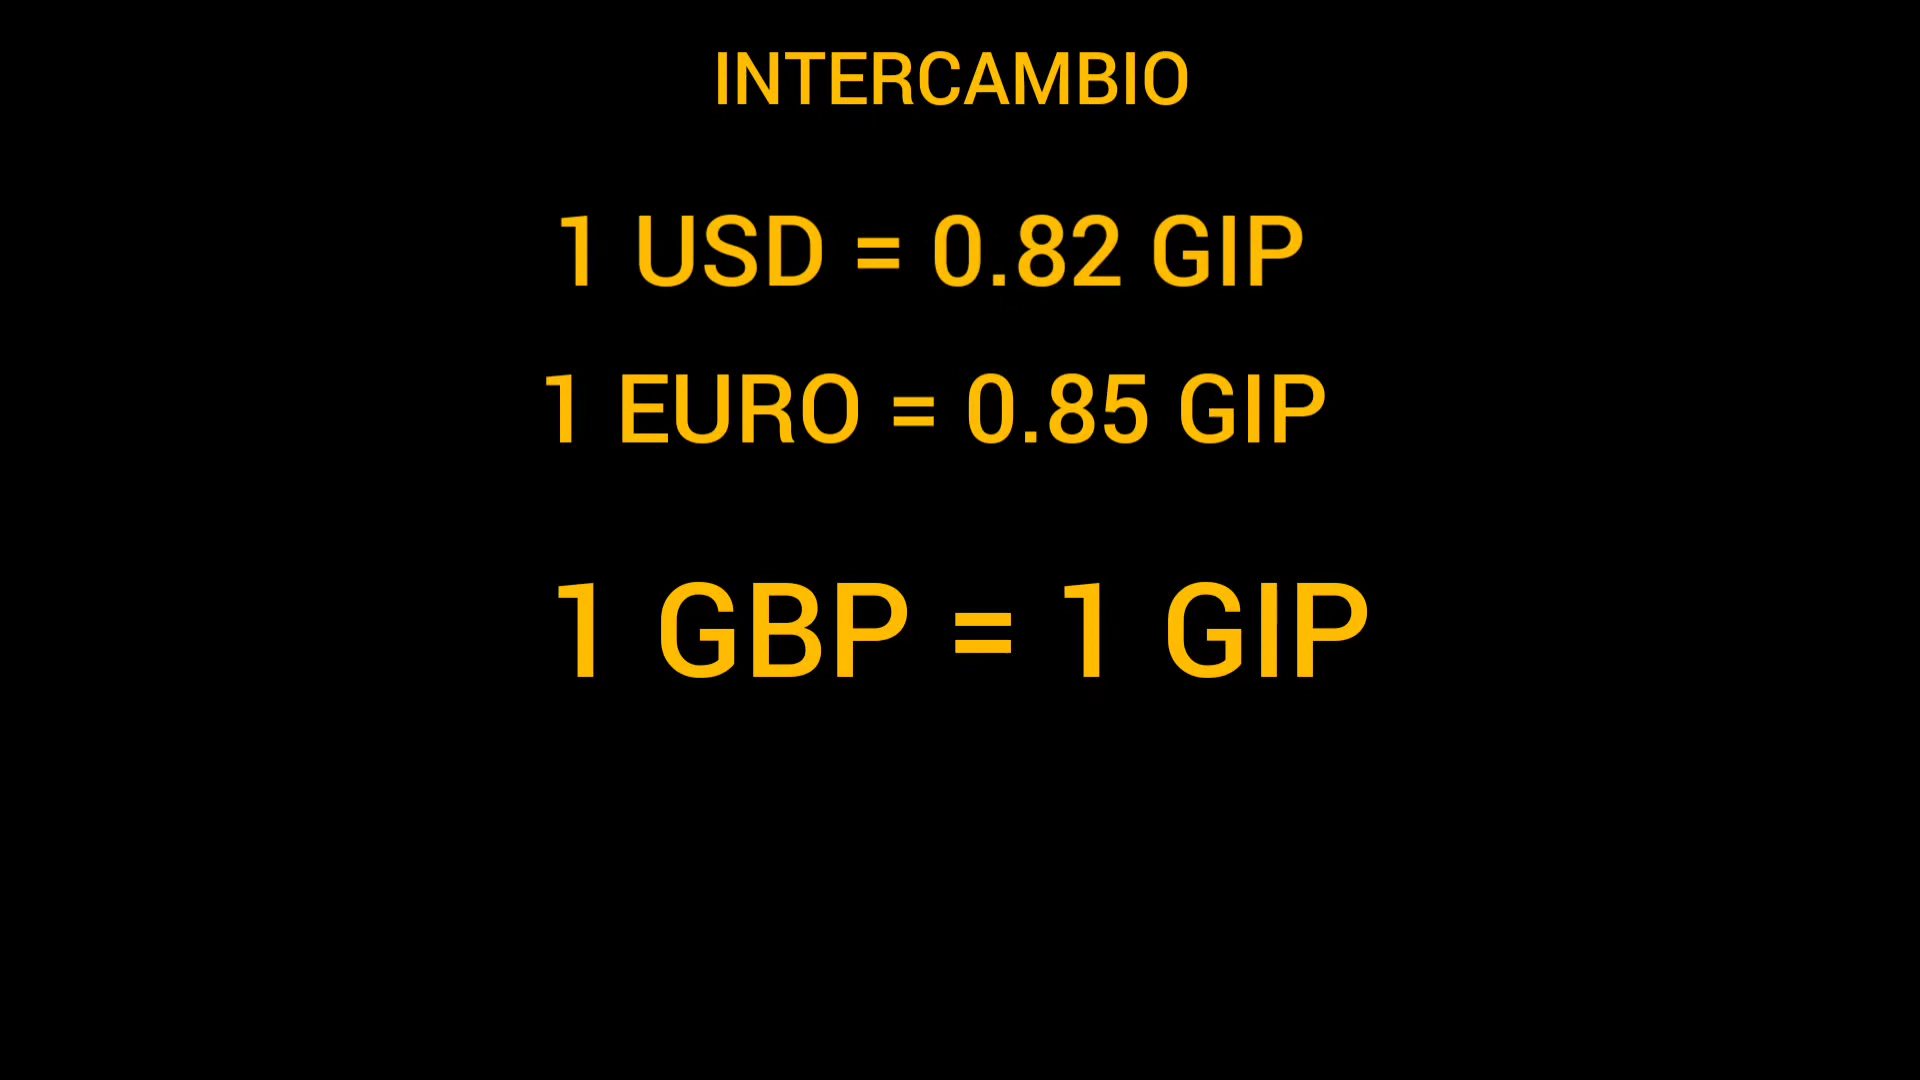 INTERCAMBIO
1 USD = 0.82 GIP
1 EURO = 0.85 GIP
1 GBP = 1 GIP